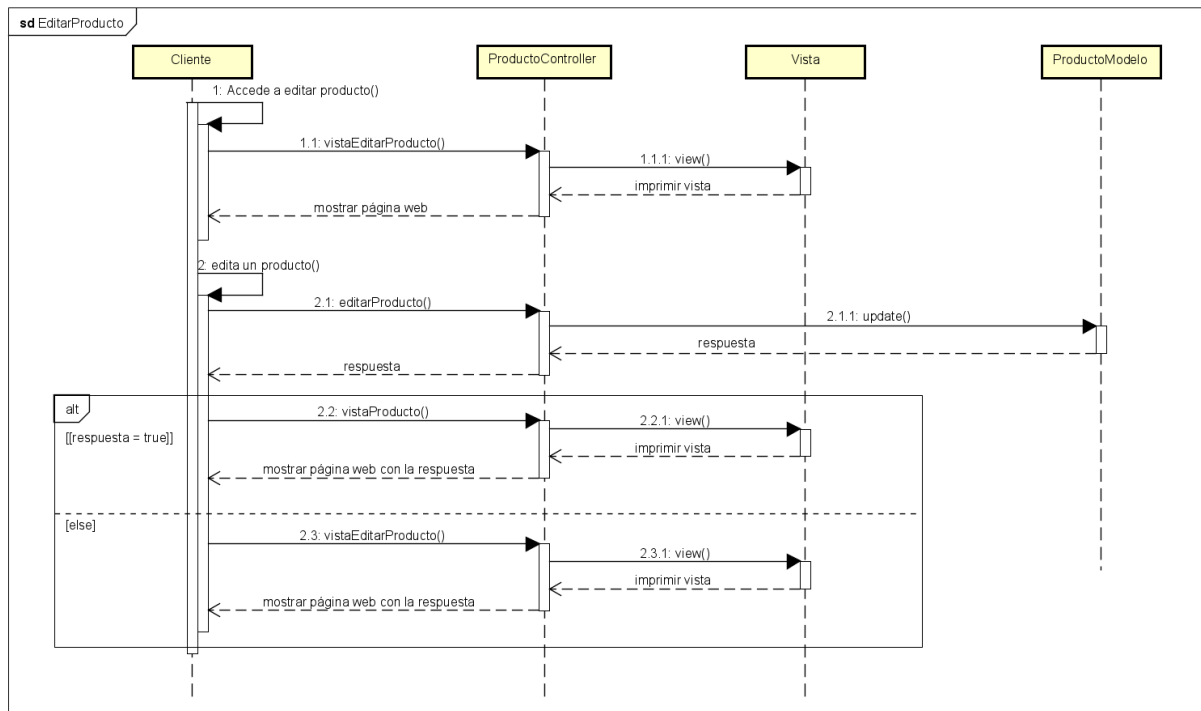 sd EditarProducto
Cliente
ProductoController
Vista
ProductoModelo
1: Accede a editar producto()
1.1: vistaEditarProducto()
1.1.1: view()
imprimir vista
mostrar página web
2: edita un producto()
2.1: editarProducto()
2.1.1: update()
respuesta
respuesta
alt
[[respuesta = true]]
2.2: vistaProducto()
2.2.1: view()
imprimir vista
mostrar página web con la respuesta
[else]
2.3: vistaEditarProducto()
2.3.1: view()
imprimir vista
mostrar página web con la respuesta